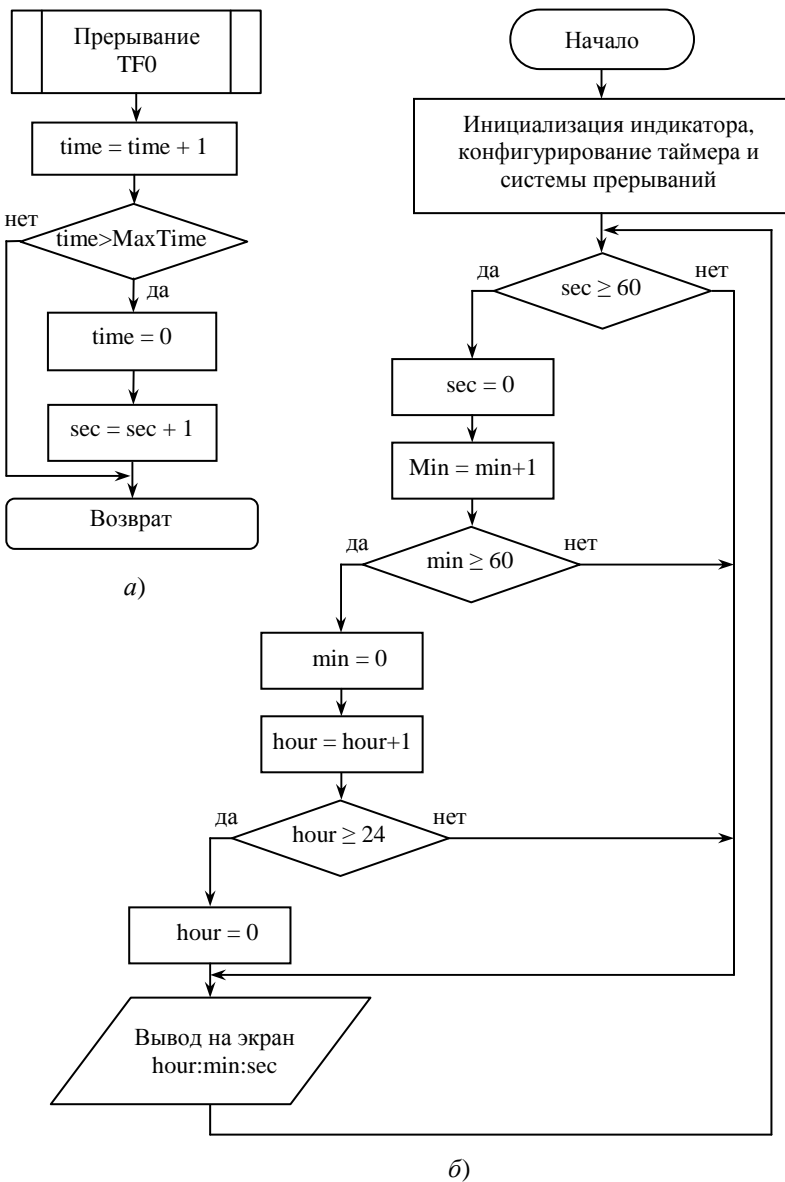 Прерывание
TF0
time = time + 1
нет
time>MaxTime
да
time = 0
sec = sec + 1
Возврат
а)
Начало
Инициализация индикатора,
конфигурирование таймера и
системы прерываний
да
sec ≥ 60
нет
sec = 0
Min = min+1
да
min ≥ 60
нет
min = 0
hour = hour+1
да
hour ≥ 24
нет
hour = 0
Вывод на экран
hour:min:sec
б)